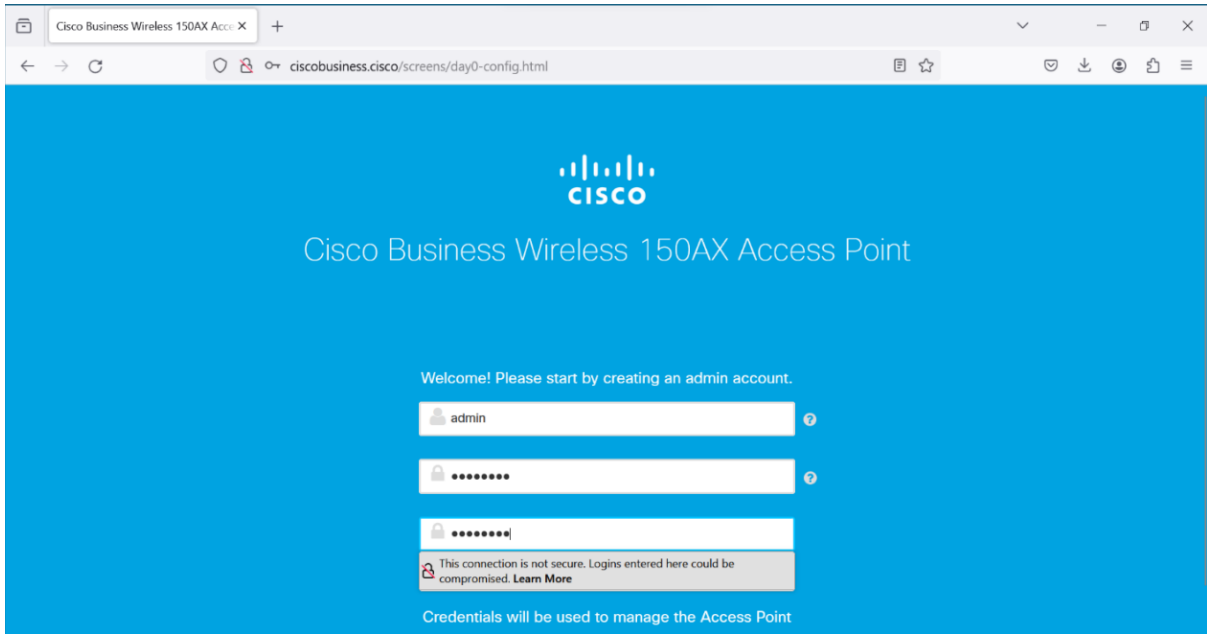 Cisco Business Wireless 150AX Acce
ciscobusiness.cisco/screens/day0-config.html
CISCO
Cisco Business Wireless 150AX Access Point
Welcome! Please start by creating an admin account.
admin
?
••••••••
?
••••••••
This connection is not secure. Logins entered here could be
compromised. Learn More
Credentials will be used to manage the Access Point